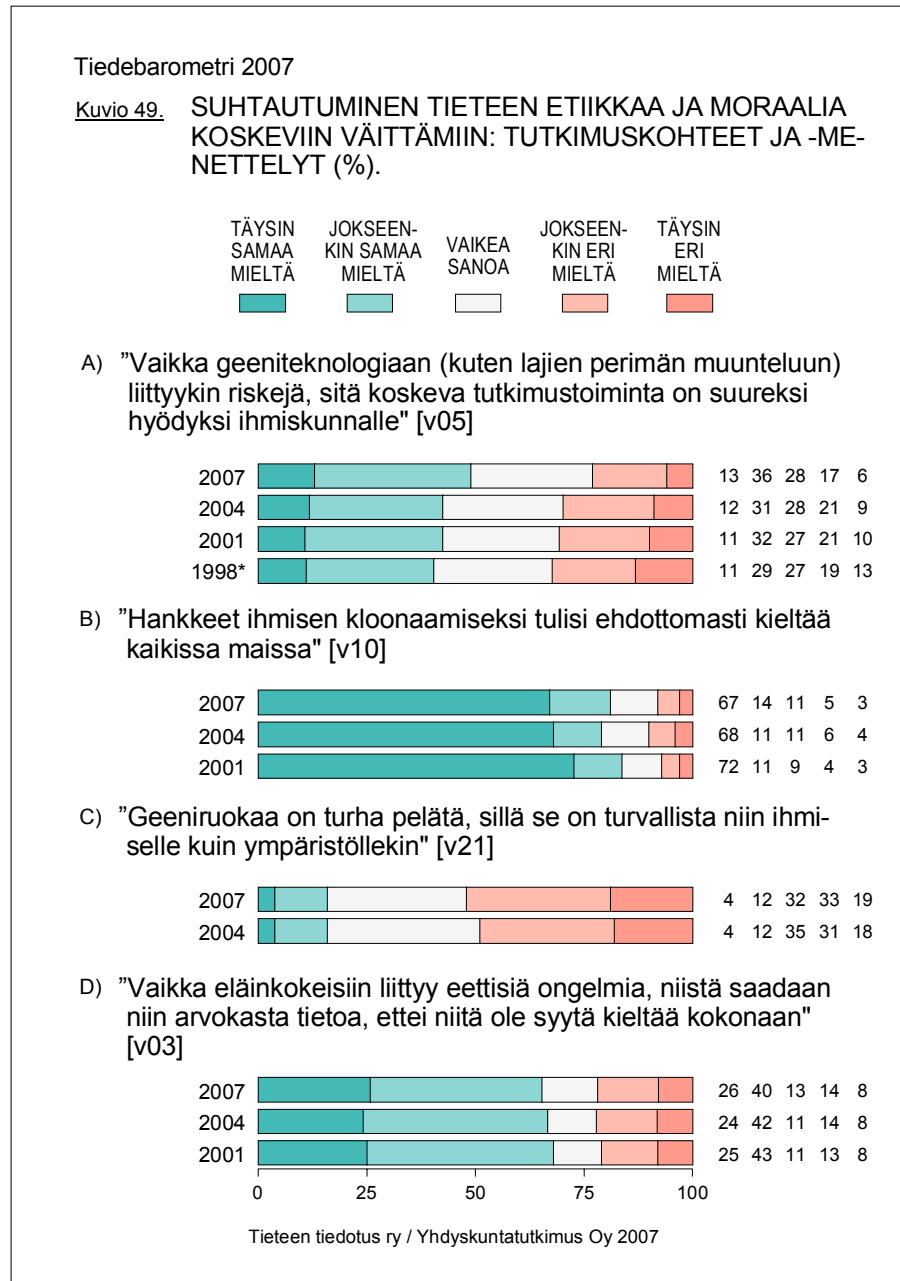 Tiedebarometri 2007
Kuvio 49. SUHTAUTUMINEN TIETEEN ETIIKKAA JA MORAALIA
KOSKEVIIN VÄITTÄMIIN: TUTKIMUSKOHTEET JA -ME-
NETTELYT (%).
TÄYSIN SAMAA MIELTÄ
JOKSEEN-KIN SAMAA MIELTÄ
VAIKEA SANOA
JOKSEEN-KIN ERI MIELTÄ
TÄYSIN ERI MIELTÄ
A) ”Vaikka geeniteknologiaan (kuten lajien perimän muunteluun)
liittyykin riskejä, sitä koskeva tutkimustoiminta on suureksi
hyödyksi ihmiskunnalle" [v05]
2007 13 36 28 17 6
2004 12 31 28 21 9
2001 11 32 27 21 10
1998* 11 29 27 19 13
B) ”Hankkeet ihmisen kloonaamiseksi tulisi ehdottomasti kieltää
kaikissa maissa" [v10]
2007 67 14 11 5 3
2004 68 11 11 6 4
2001 72 11 9 4 3
C) ”Geeniruokaa on turha pelätä, sillä se on turvallista niin ihmi-
selle kuin ympäristöllekin" [v21]
2007 4 12 32 33 19
2004 4 12 35 31 18
D) ”Vaikka eläinkokeisiin liittyy eettisiä ongelmia, niistä saadaan
niin arvokasta tietoa, ettei niitä ole syytä kieltää kokonaan"
[v03]
2007 26 40 13 14 8
2004 24 42 11 14 8
2001 25 43 11 13 8
0 25 50 75 100
Tieteen tiedotus ry / Yhdyskuntatutkimus Oy 2007